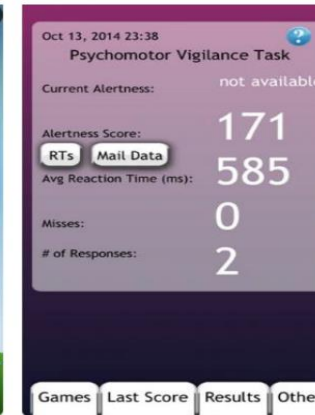 Oct 13, 2014 23:38 ?
Psychomotor Vigilance Task
Current Alertness: not available
Alertness Score: 171
RTs Mail Data
Avg Reaction Time (ms): 585
Misses: 0
# of Responses: 2
Games Last Score Results Othe